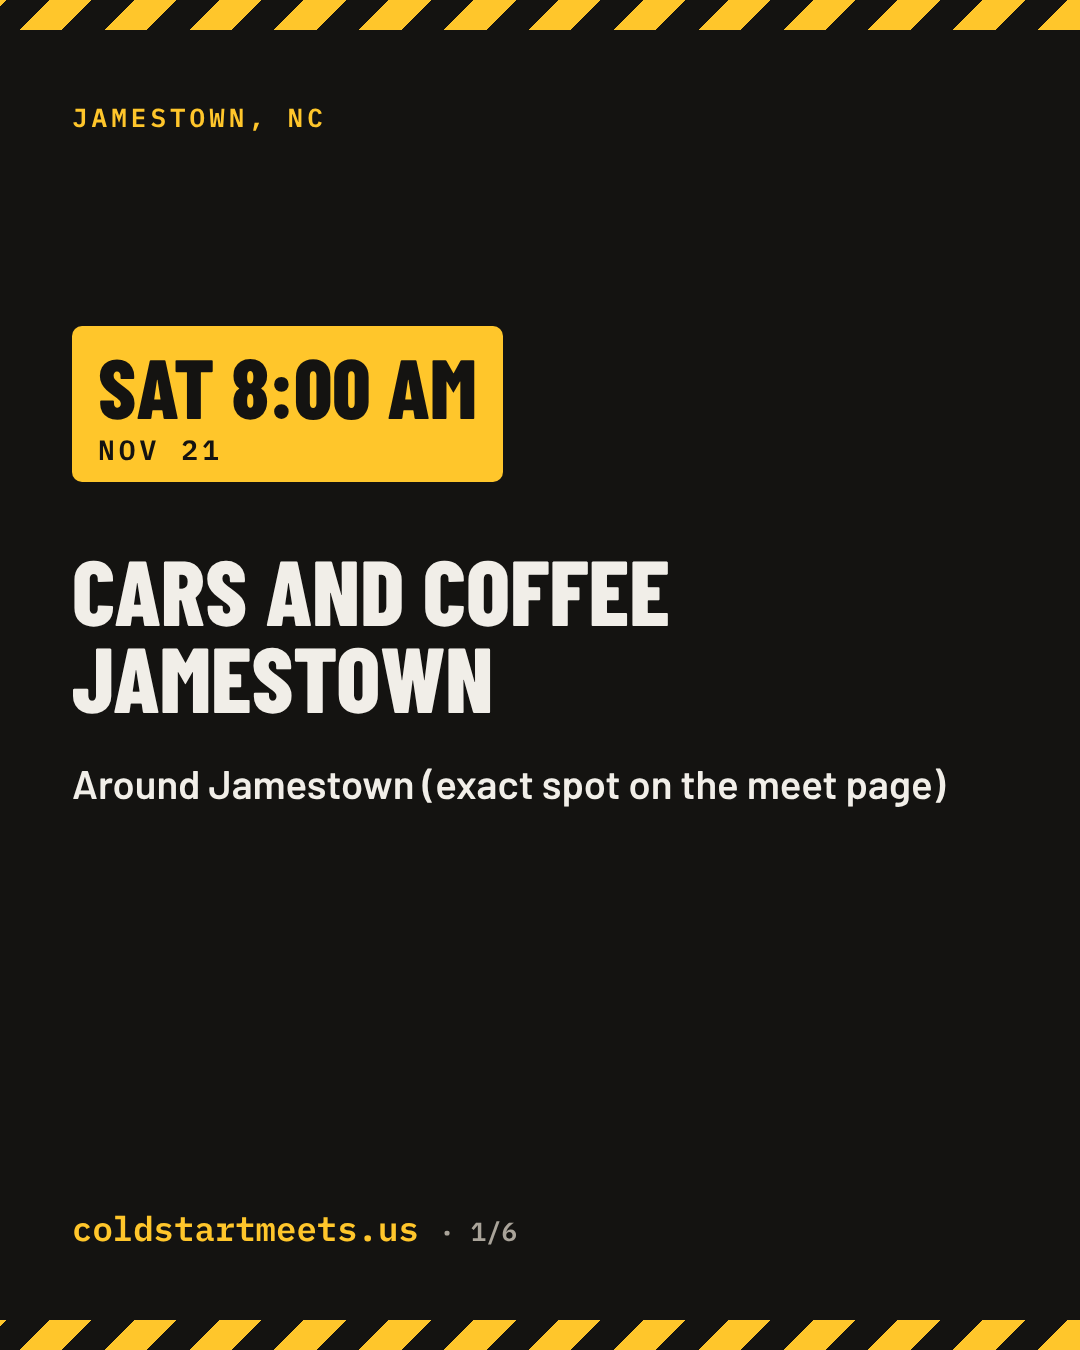 JAMESTOWN, NC
SAT 8:00 AM
NOV 21
CARS AND COFFEE
JAMESTOWN
Around Jamestown (exact spot on the meet page)
coldstartmeets.us · 1/6